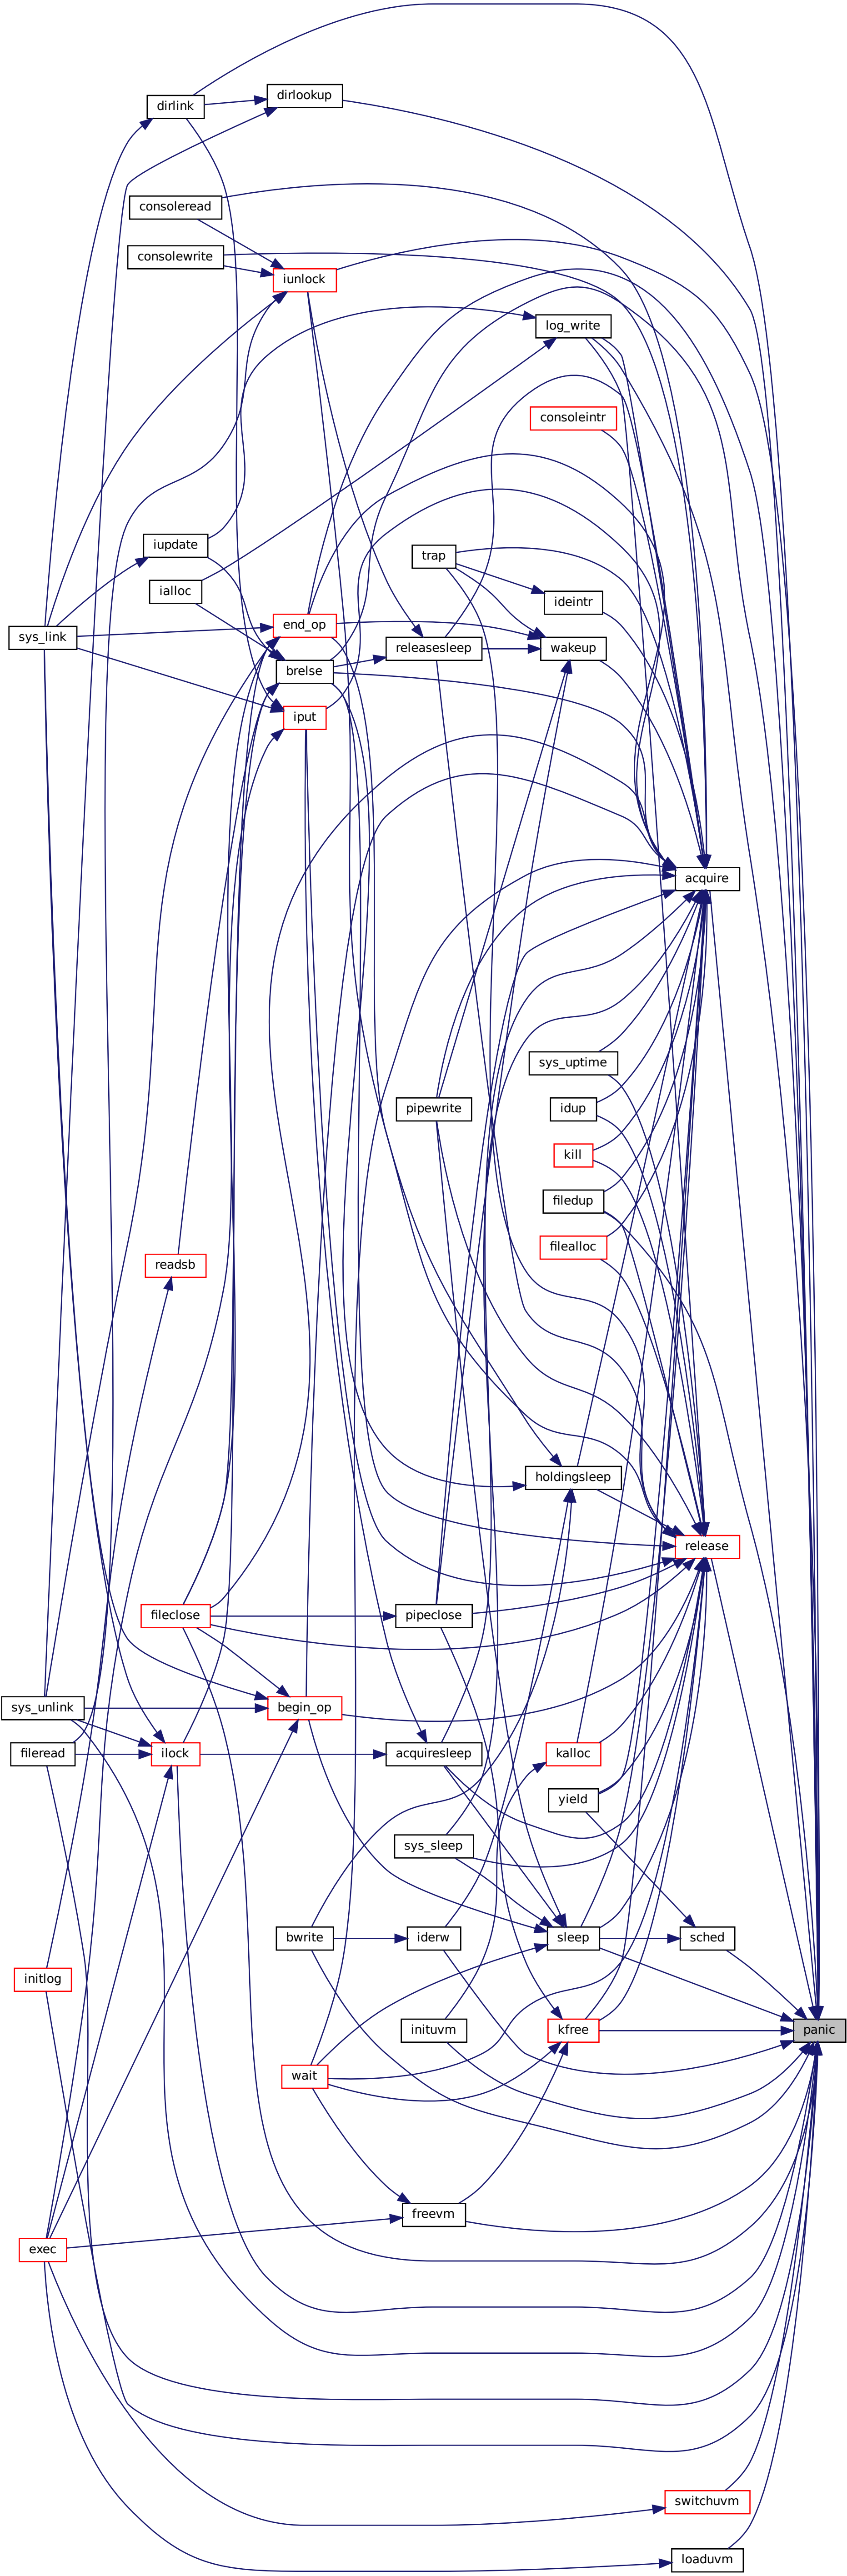 dirlink
dirlookup
consoleread
consolewrite
iunlock
log_write
consoleintr
iupdate
trap
ialloc
ideintr
end_op
sys_link
releasesleep
wakeup
brelse
iput
acquire
sys_uptime
pipewrite
idup
kill
filedup
filealloc
readsb
holdingsleep
release
fileclose
pipeclose
sys_unlink
begin_op
fileread
ilock
acquiresleep
kalloc
yield
sys_sleep
bwrite
iderw
sleep
sched
initlog
inituvm
kfree
panic
wait
freevm
exec
switchuvm
loaduvm